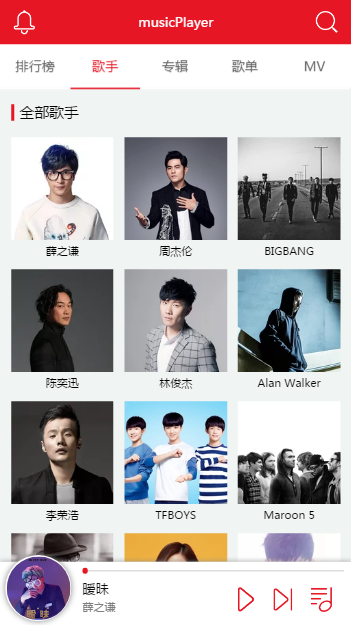 musicPlayer
排行榜 歌手 专辑 歌单 MV
全部歌手
薛之谦 周杰伦 BIGBANG
陈奕迅 林俊杰 Alan Walker
李荣浩 TFBOYS Maroon 5
暧昧
薛之谦